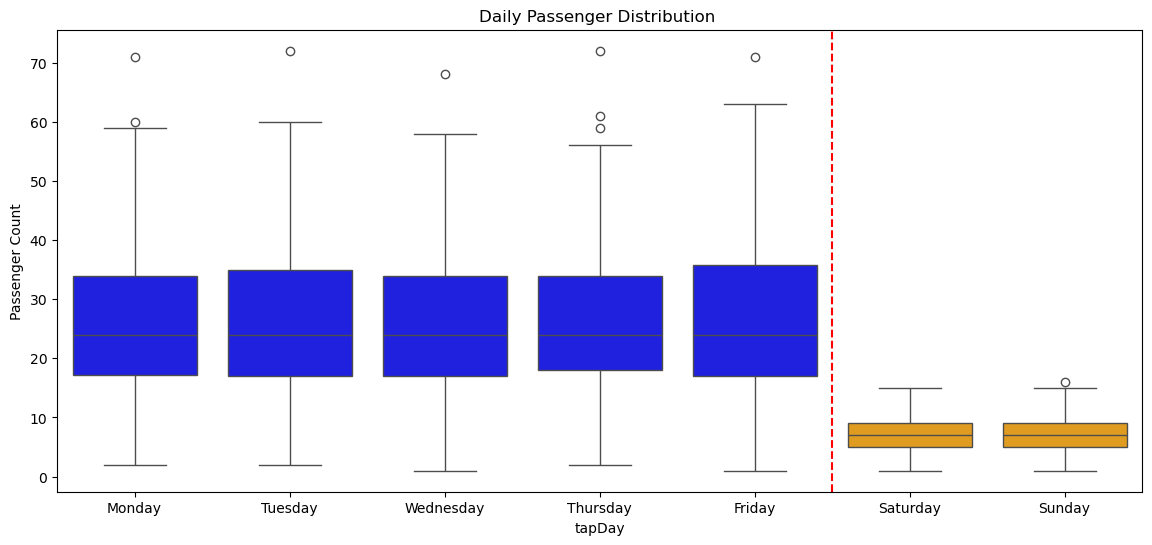 Daily Passenger Distribution
Passenger Count
70
60
50
40
30
20
10
0
Monday Tuesday Wednesday Thursday Friday Saturday Sunday
tapDay